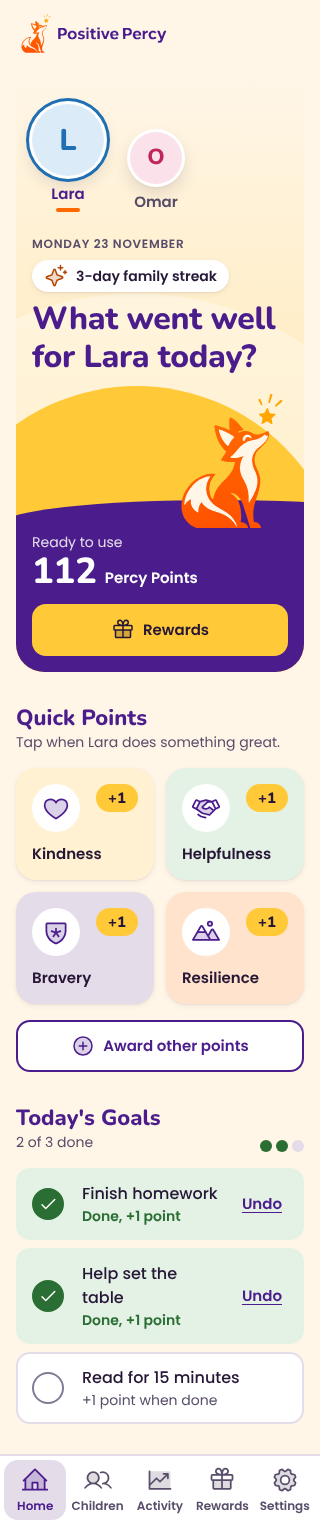 Positive Percy
L
O
Lara
Omar
MONDAY 23 NOVEMBER
3-day family streak
What went well
for Lara today?
Ready to use
112 Percy Points
Rewards
Quick Points
Tap when Lara does something great.
+1
+1
Kindness
Helpfulness
+1
+1
Bravery
Resilience
Award other points
Today's Goals
2 of 3 done
Finish homework
Done, +1 point
Undo
Help set the
table
Done, +1 point
Undo
Read for 15 minutes
+1 point when done
Home
Children
Activity
Rewards
Settings